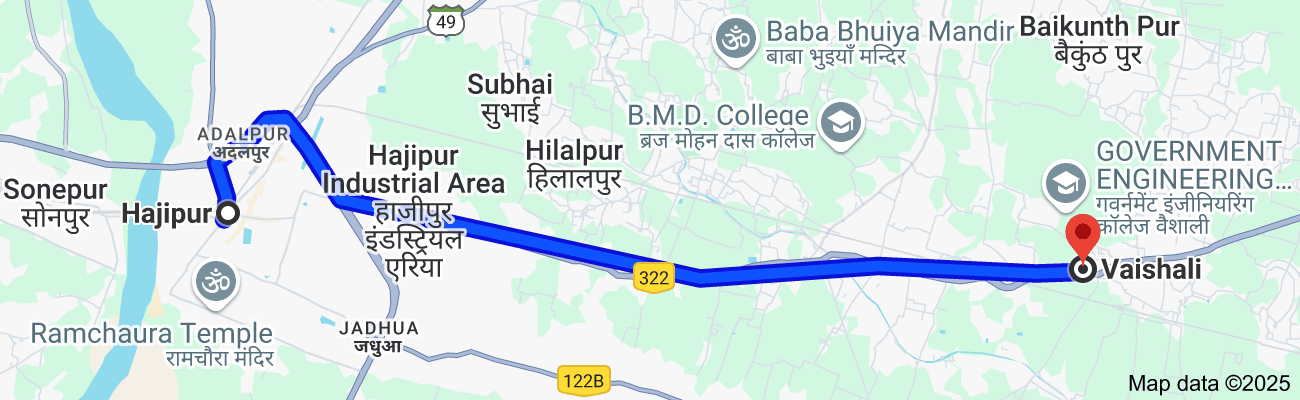 49
Baba Bhuiya Mandir
बाबा भुइयाँ मन्दिर
Baikunth Pur
बैकुंठ पुर
Subhai
सुभाई
B.M.D. College
ब्रज मोहन दास कॉलेज
ADALPUR
अदलपुर
Hajipur
Industrial Area
हाजीपुर
इंडस्ट्रियल
एरिया
Hilalpur
हिलालपुर
GOVERNMENT
ENGINEERING...
गवर्नमेंट इंजीनियरिंग
कॉलेज वैशाली
Sonepur
सोनपुर
Hajipur
322
Vaishali
Ramchaura Temple
रामचौरा मंदिर
JADHUA
जधुआ
122B
Map data ©2025